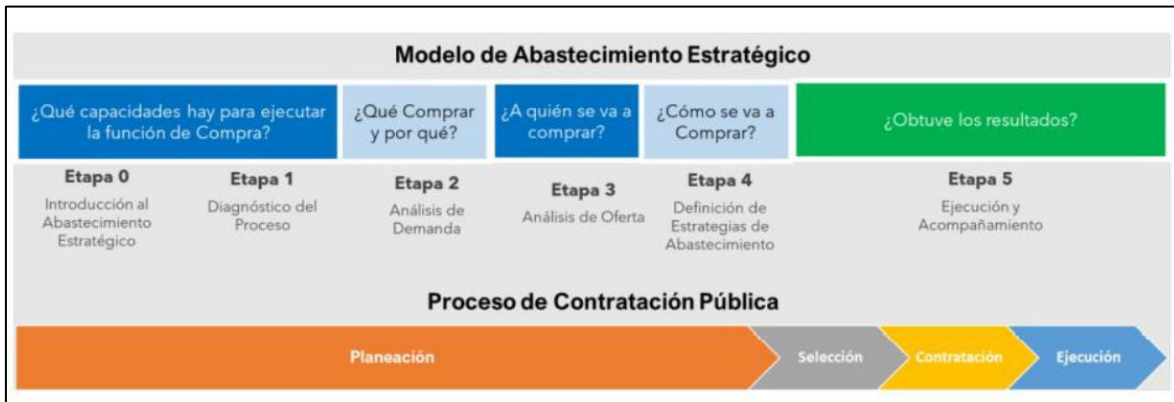 Modelo de Abastecimiento Estratégico
¿Qué capacidades hay para ejecutar
la función de Compra?
¿Qué Comprar
y por qué?
¿A quién se va a
comprar?
¿Cómo se va a
Comprar?
¿Obtuve los resultados?
Etapa 0
Introducción al
Abastecimiento
Estratégico
Etapa 1
Diagnóstico del
Proceso
Etapa 2
Análisis de
Demanda
Etapa 3
Análisis de Oferta
Etapa 4
Definición de
Estrategias de
Abastecimiento
Etapa 5
Ejecución y
Acompañamiento
Proceso de Contratación Pública
Planeación
Selección
Contratación
Ejecución